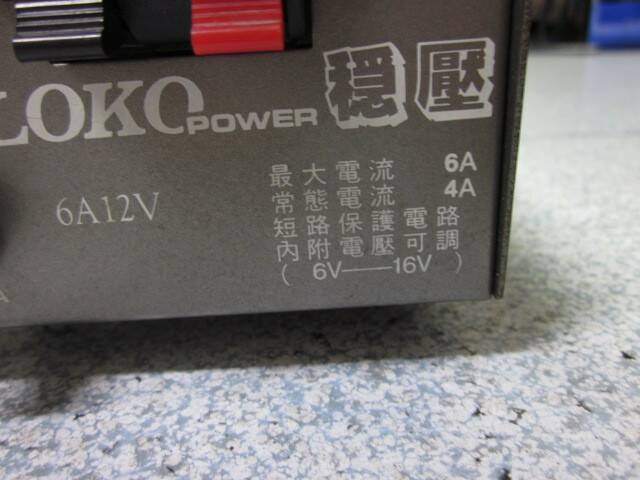 LOKO POWER 穩壓
6A12V
最大電流 6A
常態電流 4A
短路保護電路
內附電壓可調
( 6V——16V )
A